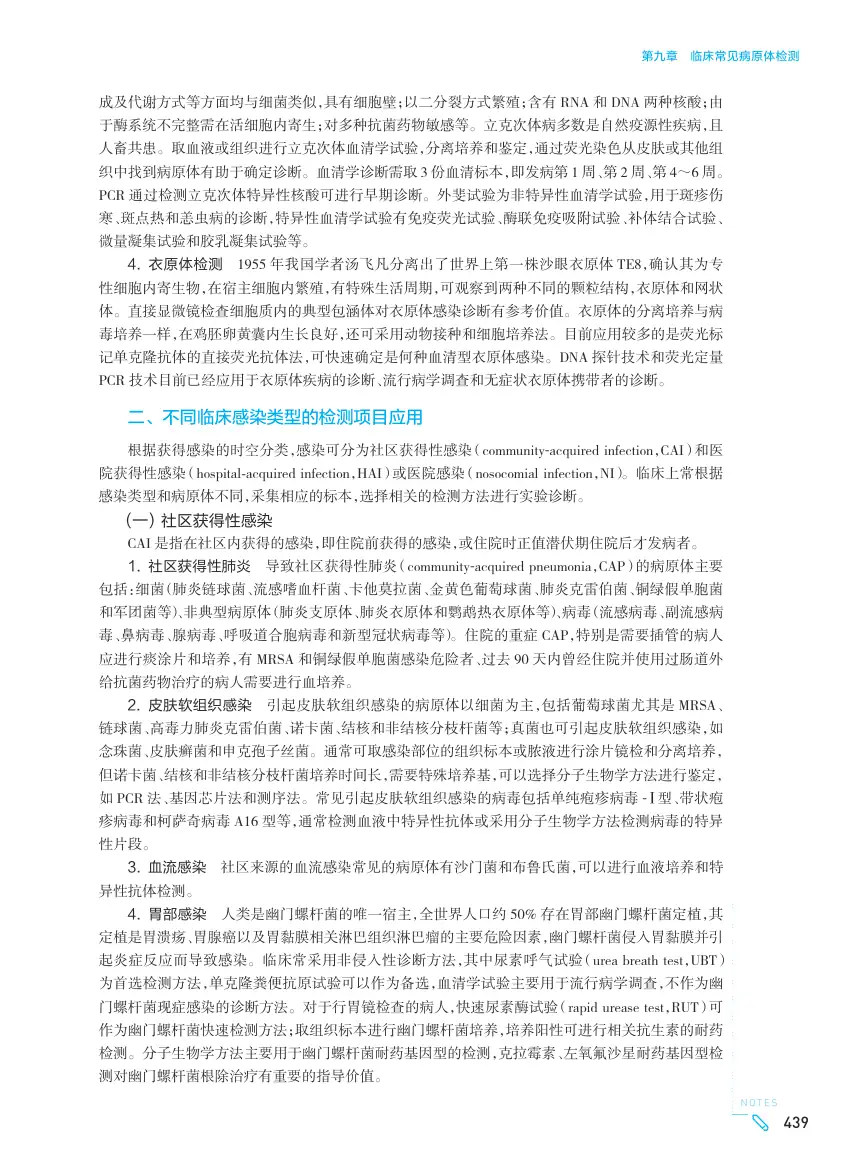 第九章 临床常见病原体检测
成及代谢方式等方面均与细菌类似,具有细胞壁;以二分裂方式繁殖;含有 RNA 和 DNA 两种核酸;由
于酶系统不完整需在活细胞内寄生;对多种抗菌药物敏感等。立克次体病多数是自然疫源性疾病,且
人畜共患。取血液或组织进行立克次体血清学试验,分离培养和鉴定,通过荧光染色从皮肤或其他组
织中找到病原体有助于确定诊断。血清学诊断需取 3 份血清标本,即发病第 1 周、第 2 周、第 4～6 周。
PCR 通过检测立克次体特异性核酸可进行早期诊断。外斐试验为非特异性血清学试验,用于斑疹伤
寒、斑点热和恙虫病的诊断,特异性血清学试验有免疫荧光试验、酶联免疫吸附试验、补体结合试验、
微量凝集试验和胶乳凝集试验等。
4. 衣原体检测 1955 年我国学者汤飞凡分离出了世界上第一株沙眼衣原体 TE8,确认其为专
性细胞内寄生物,在宿主细胞内繁殖,有特殊生活周期,可观察到两种不同的颗粒结构,衣原体和网状
体。直接显微镜检查细胞质内的典型包涵体对衣原体感染诊断有参考价值。衣原体的分离培养与病
毒培养一样,在鸡胚卵黄囊内生长良好,还可采用动物接种和细胞培养法。目前应用较多的是荧光标
记单克隆抗体的直接荧光抗体法,可快速确定是何种血清型衣原体感染。DNA 探针技术和荧光定量
PCR 技术目前已经应用于衣原体疾病的诊断、流行病学调查和无症状衣原体携带者的诊断。
二、不同临床感染类型的检测项目应用
根据获得感染的时空分类,感染可分为社区获得性感染(community-acquired infection,CAI)和医
院获得性感染(hospital-acquired infection,HAI)或医院感染(nosocomial infection,NI)。临床上常根据
感染类型和病原体不同,采集相应的标本,选择相关的检测方法进行实验诊断。
(一)社区获得性感染
CAI 是指在社区内获得的感染,即住院前获得的感染,或住院时正值潜伏期住院后才发病者。
1. 社区获得性肺炎 导致社区获得性肺炎(community-acquired pneumonia,CAP)的病原体主要
包括:细菌(肺炎链球菌、流感嗜血杆菌、卡他莫拉菌、金黄色葡萄球菌、肺炎克雷伯菌、铜绿假单胞菌
和军团菌等)、非典型病原体(肺炎支原体、肺炎衣原体和鹦鹉热衣原体等)、病毒(流感病毒、副流感病
毒、鼻病毒、腺病毒、呼吸道合胞病毒和新型冠状病毒等)。住院的重症 CAP,特别是需要插管的病人
应进行痰涂片和培养,有 MRSA 和铜绿假单胞菌感染危险者、过去 90 天内曾经住院并使用过肠道外
给抗菌药物治疗的病人需要进行血培养。
2. 皮肤软组织感染 引起皮肤软组织感染的病原体以细菌为主,包括葡萄球菌尤其是 MRSA、
链球菌、高毒力肺炎克雷伯菌、诺卡菌、结核和非结核分枝杆菌等;真菌也可引起皮肤软组织感染,如
念珠菌、皮肤癣菌和申克孢子丝菌。通常可取感染部位的组织标本或脓液进行涂片镜检和分离培养,
但诺卡菌、结核和非结核分枝杆菌培养时间长,需要特殊培养基,可以选择分子生物学方法进行鉴定,
如 PCR 法、基因芯片法和测序法。常见引起皮肤软组织感染的病毒包括单纯疱疹病毒 -Ⅰ型、带状疱
疹病毒和柯萨奇病毒 A16 型等,通常检测血液中特异性抗体或采用分子生物学方法检测病毒的特异
性片段。
3. 血流感染 社区来源的血流感染常见的病原体有沙门菌和布鲁氏菌,可以进行血液培养和特
异性抗体检测。
4. 胃部感染 人类是幽门螺杆菌的唯一宿主,全世界人口约 50% 存在胃部幽门螺杆菌定植,其
定植是胃溃疡、胃腺癌以及胃黏膜相关淋巴组织淋巴瘤的主要危险因素,幽门螺杆菌侵入胃黏膜并引
起炎症反应而导致感染。临床常采用非侵入性诊断方法,其中尿素呼气试验(urea breath test,UBT)
为首选检测方法,单克隆粪便抗原试验可以作为备选,血清学试验主要用于流行病学调查,不作为幽
门螺杆菌现症感染的诊断方法。对于行胃镜检查的病人,快速尿素酶试验(rapid urease test,RUT)可
作为幽门螺杆菌快速检测方法;取组织标本进行幽门螺杆菌培养,培养阳性可进行相关抗生素的耐药
检测。分子生物学方法主要用于幽门螺杆菌耐药基因型的检测,克拉霉素、左氧氟沙星耐药基因型检
测对幽门螺杆菌根除治疗有重要的指导价值。
NOTES
439